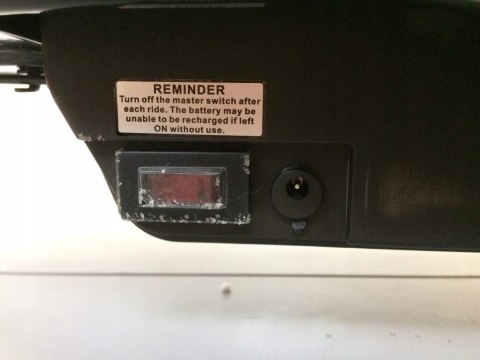 REMINDER
Turn off the master switch after
each ride. The battery may be
unable to be recharged if left
ON without use.